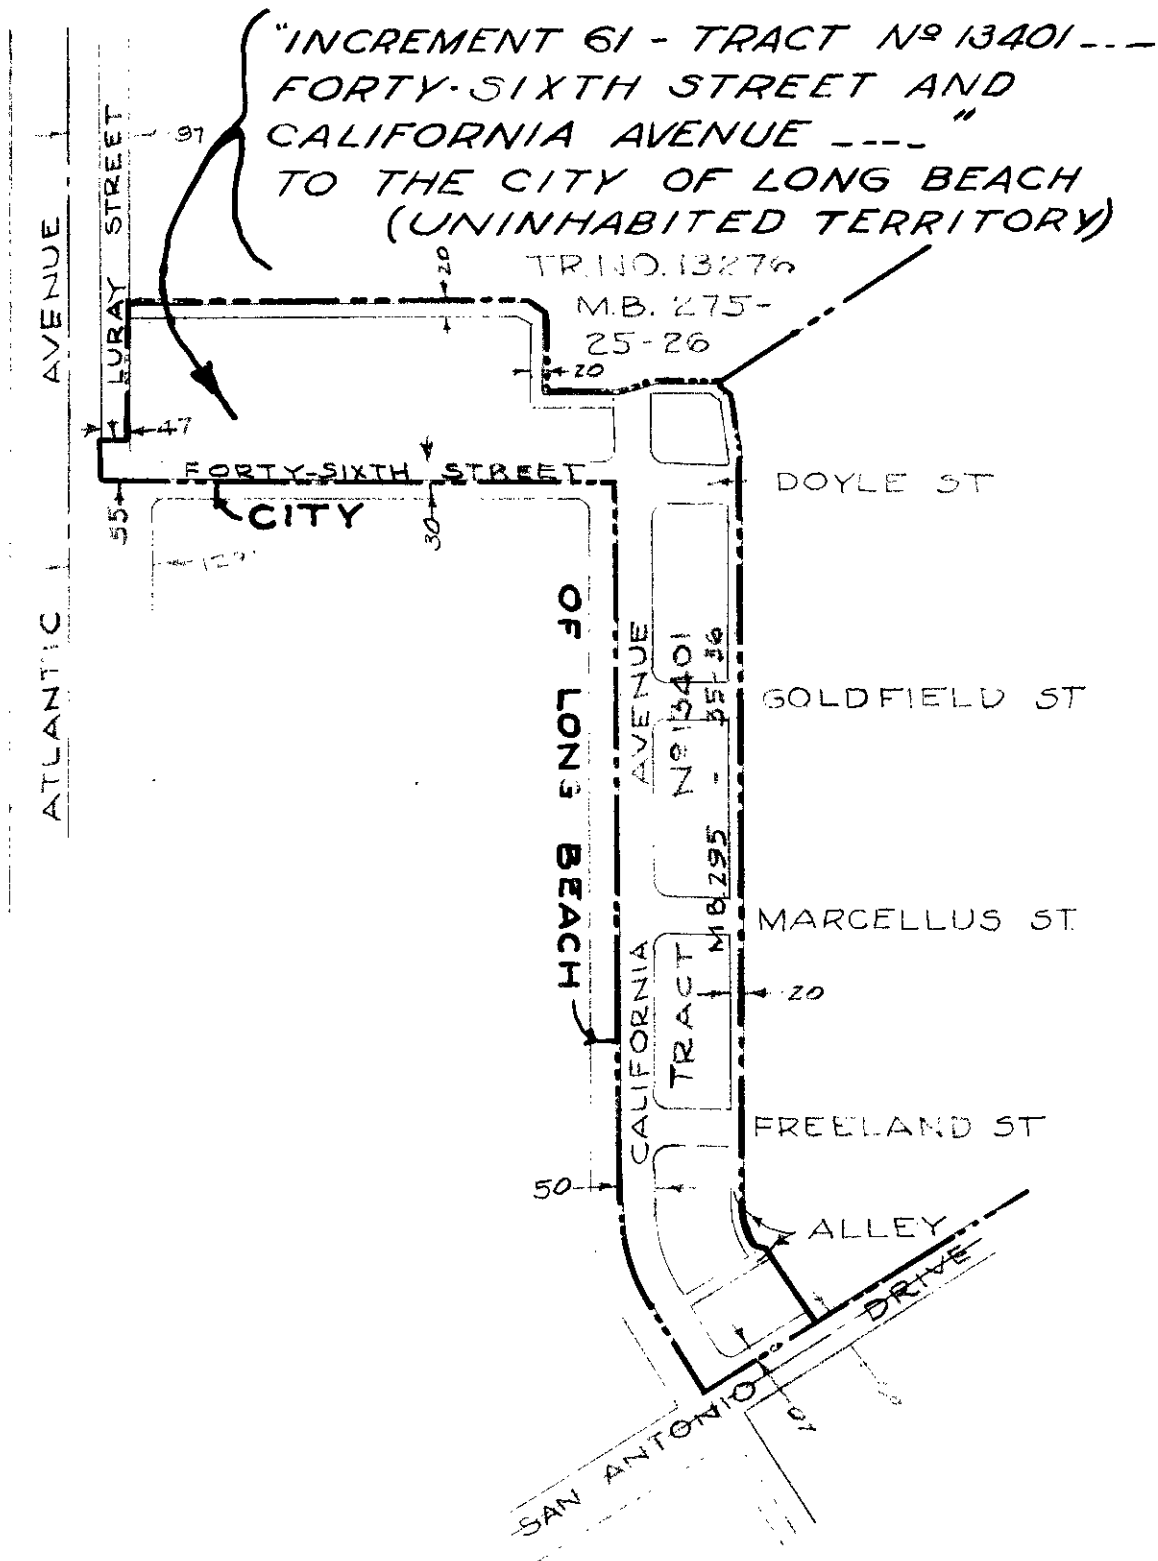 "INCREMENT 61 - TRACT Nº 13401 ----
FORTY-SIXTH STREET AND
CALIFORNIA AVENUE ---- "
TO THE CITY OF LONG BEACH
(UNINHABITED TERRITORY)
TR. NO. 13276
M.B. 275-
25-26
LURAY STREET
97
ATLANTIC AVENUE
20
20
47
FORTY-SIXTH STREET
CITY
OF LONG BEACH
55
30
DOYLE ST
CALIFORNIA AVENUE
TRACT Nº 13401
MB 295 - 35-36
GOLDFIELD ST
MARCELLUS ST.
20
FREELAND ST
50
ALLEY
SAN ANTONIO DRIVE